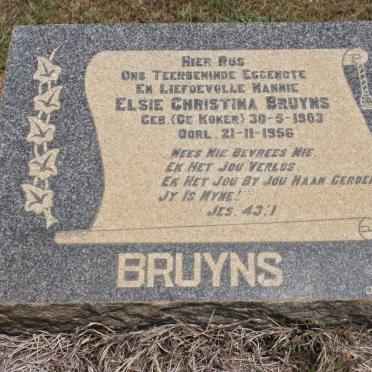 HIER RUS
ONS TEERBEMINDE EGGENOTE
EN LIEFDEVOLLE MAMMIE
ELSIE CHRISTINA BRUYNS
GEB. (DE KOKER) 30-5-1903
OORL. 21-11-1956
"WEES NIE BEVREES NIE.
EK HET JOU VERLOS
EK HET JOU BY JOU NAAM GEROEP
JY IS MYNE!"
JES. 43:1
BRUYNS